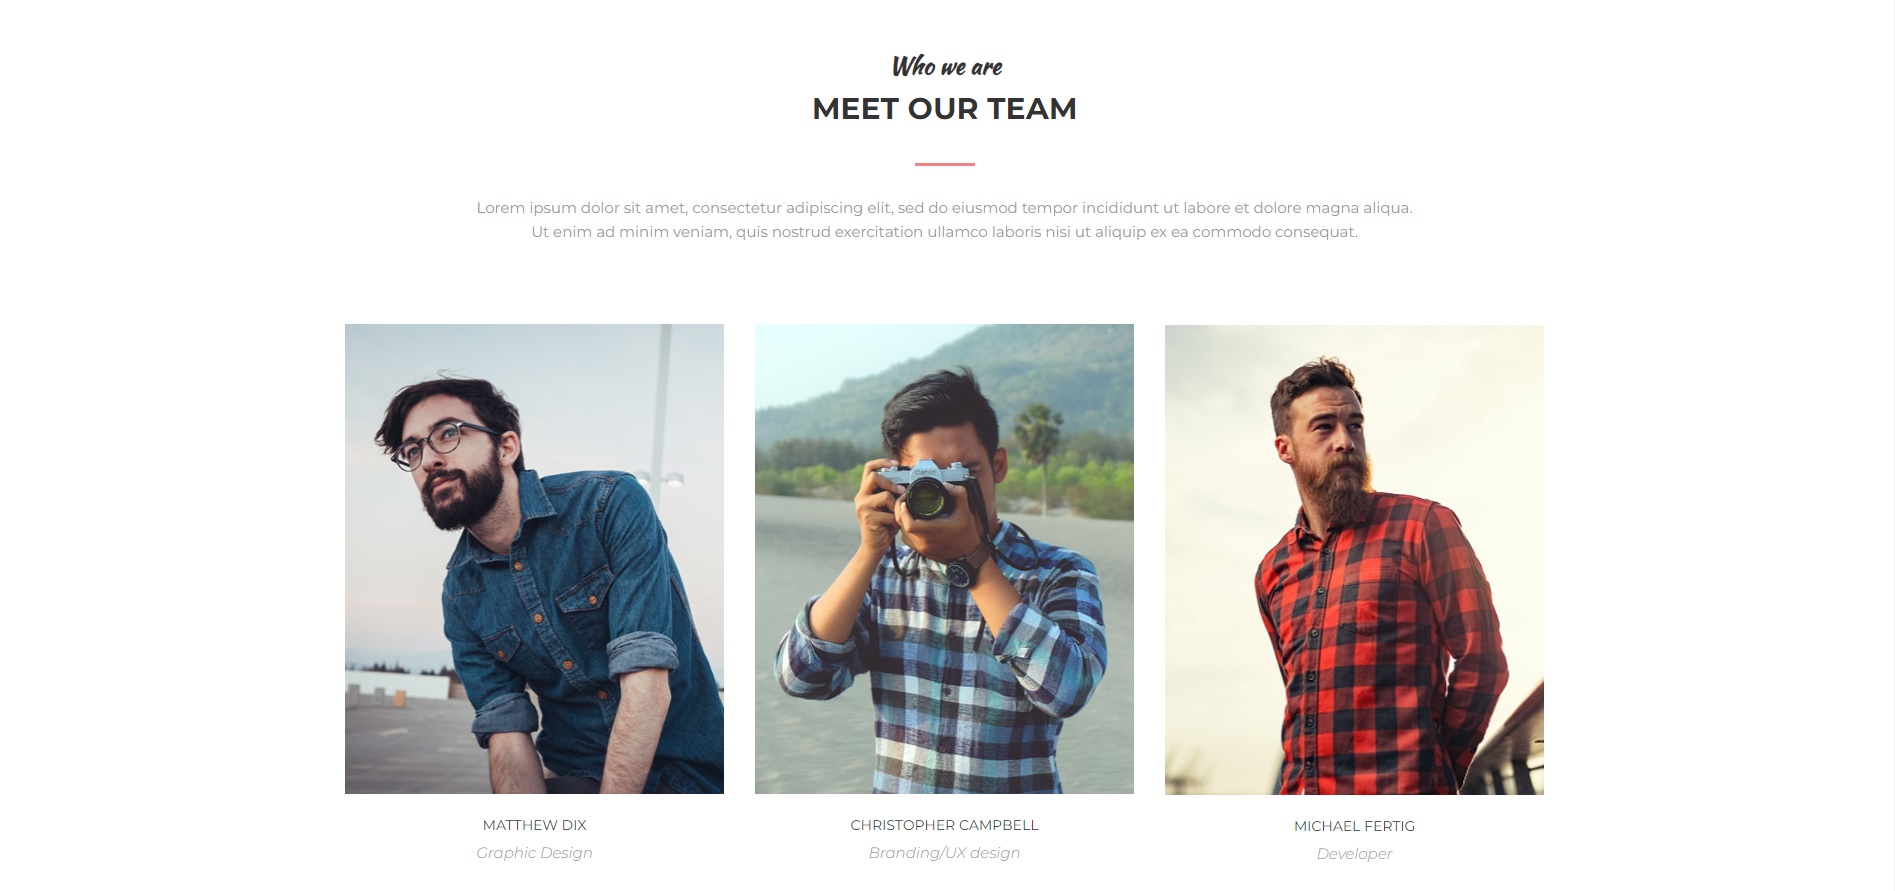 Who we are
MEET OUR TEAM
Lorem ipsum dolor sit amet, consectetur adipiscing elit, sed do eiusmod tempor incididunt ut labore et dolore magna aliqua.
Ut enim ad minim veniam, quis nostrud exercitation ullamco laboris nisi ut aliquip ex ea commodo consequat.
Canon
MATTHEW DIX
Graphic Design
CHRISTOPHER CAMPBELL
Branding/UX design
MICHAEL FERTIG
Developer